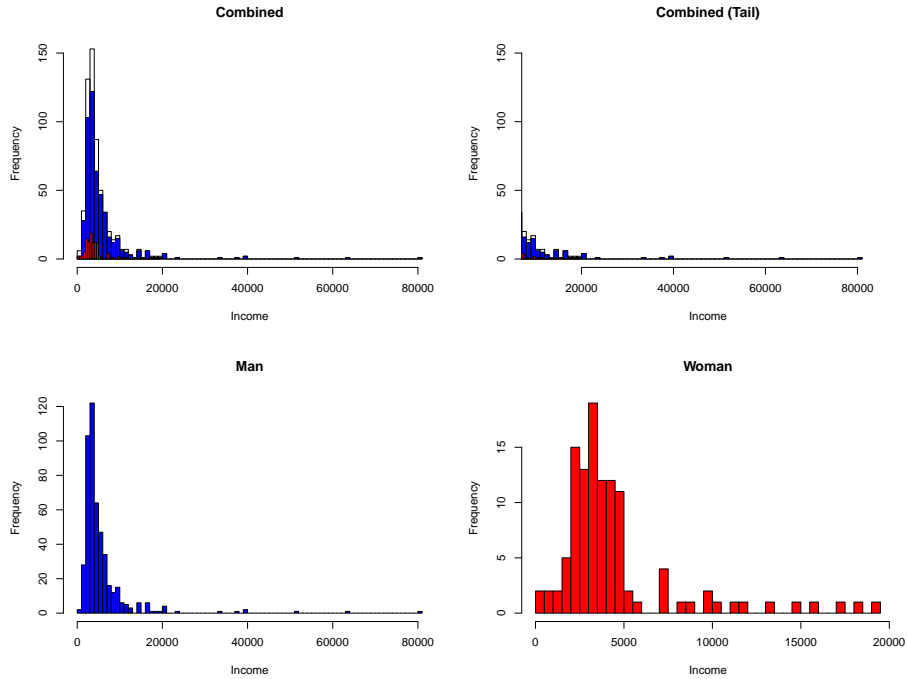 Combined
Frequency
0 50 100 150
0 20000 40000 60000 80000
Income
Combined (Tail)
Frequency
0 50 100 150
20000 40000 60000 80000
Income
Man
Frequency
0 20 40 60 80 100 120
0 20000 40000 60000 80000
Income
Woman
Frequency
0 5 10 15
0 5000 10000 15000 20000
Income